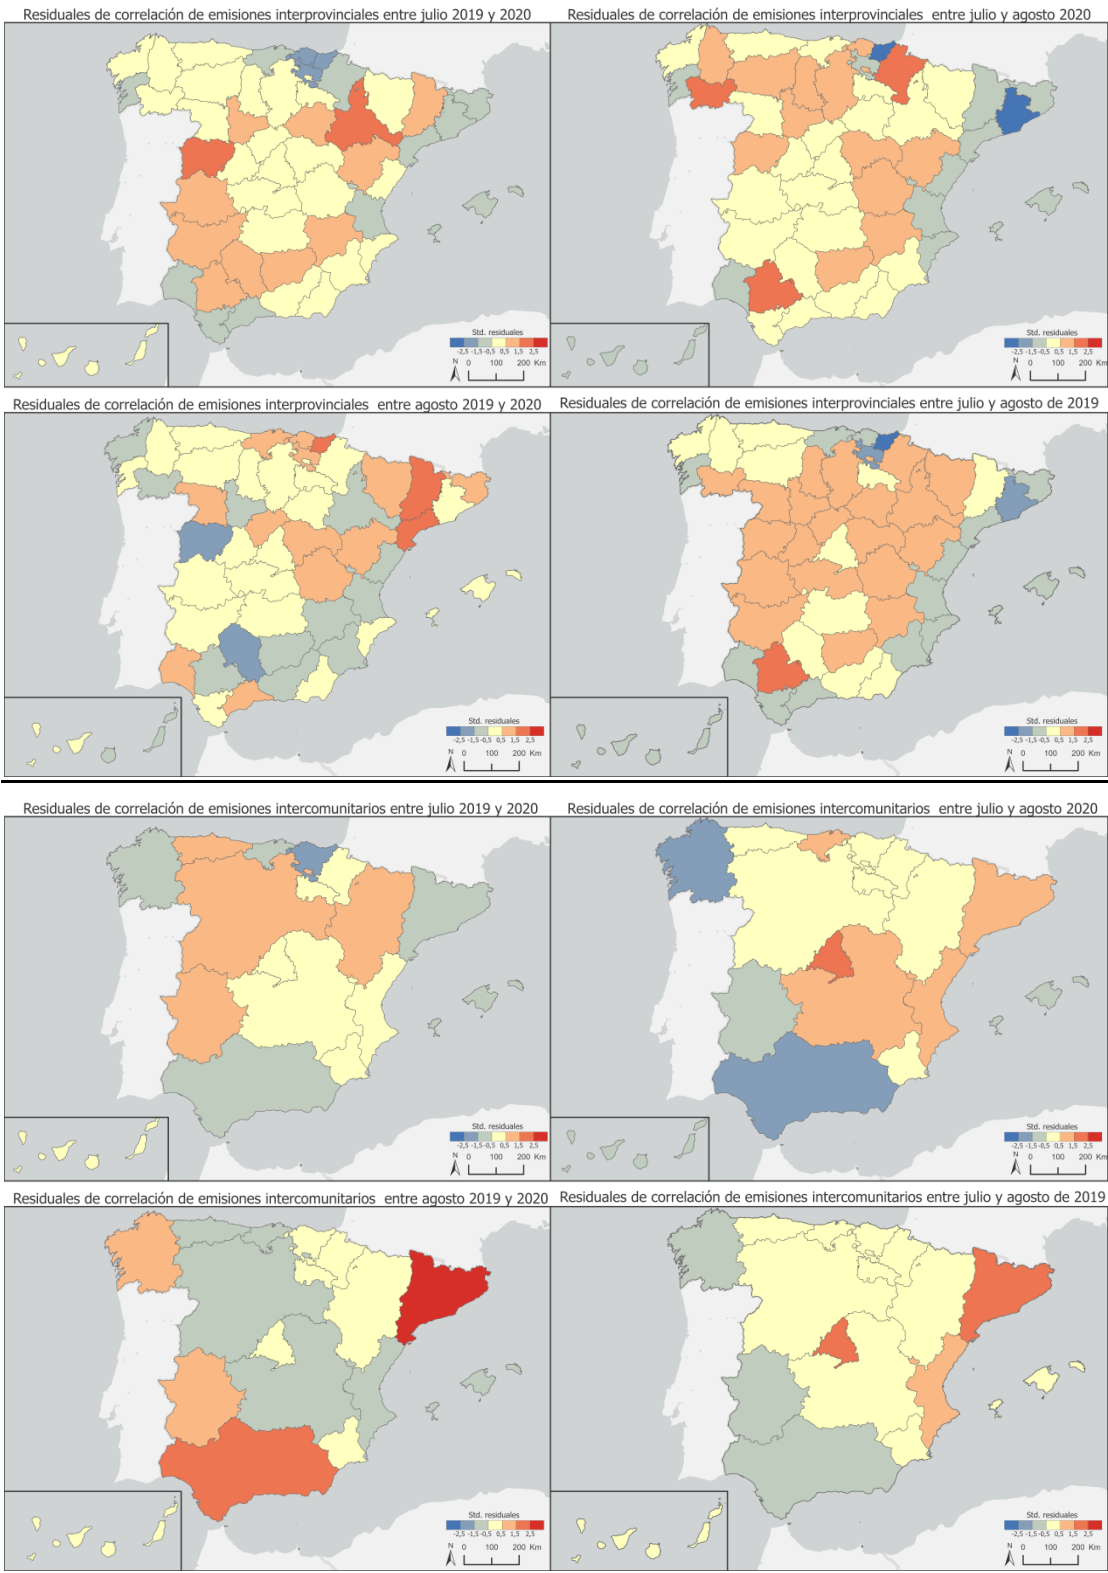 Residuales de correlación de emisiones interprovinciales entre julio 2019 y 2020
Std. residuales
-2,5 -1,5 -0,5 0,5 1,5 2,5
N 0 100 200 Km
Residuales de correlación de emisiones interprovinciales entre julio y agosto 2020
Std. residuales
-2,5 -1,5 -0,5 0,5 1,5 2,5
N 0 100 200 Km
Residuales de correlación de emisiones interprovinciales entre agosto 2019 y 2020
Std. residuales
-2,5 -1,5 -0,5 0,5 1,5 2,5
N 0 100 200 Km
Residuales de correlación de emisiones interprovinciales entre julio y agosto de 2019
Std. residuales
-2,5 -1,5 -0,5 0,5 1,5 2,5
N 0 100 200 Km
Residuales de correlación de emisiones intercomunitarios entre julio 2019 y 2020
Std. residuales
-2,5 -1,5 -0,5 0,5 1,5 2,5
N 0 100 200 Km
Residuales de correlación de emisiones intercomunitarios entre julio y agosto 2020
Std. residuales
-2,5 -1,5 -0,5 0,5 1,5 2,5
N 0 100 200 Km
Residuales de correlación de emisiones intercomunitarios entre agosto 2019 y 2020
Std. residuales
-2,5 -1,5 -0,5 0,5 1,5 2,5
N 0 100 200 Km
Residuales de correlación de emisiones intercomunitarios entre julio y agosto de 2019
Std. residuales
-2,5 -1,5 -0,5 0,5 1,5 2,5
N 0 100 200 Km